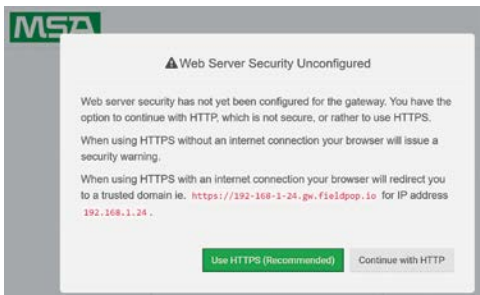 MSA
Web Server Security Unconfigured
Web server security has not yet been configured for the gateway. You have the
option to continue with HTTP, which is not secure, or rather to use HTTPS.
When using HTTPS without an internet connection your browser will issue a
security warning.
When using HTTPS with an internet connection your browser will redirect you
to a trusted domain ie. https://192-168-1-24.gw.fieldpop.io for IP address
192.168.1.24 .
Use HTTPS (Recommended) Continue with HTTP